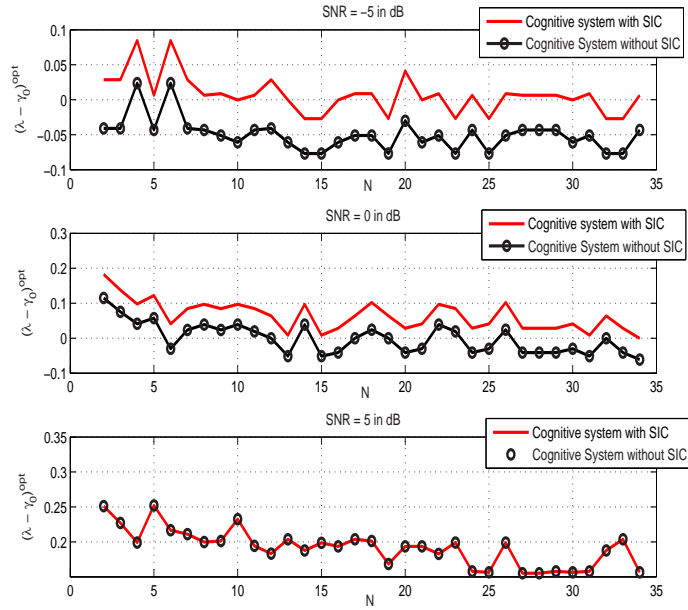 SNR = −5 in dB
Cognitive system with SIC
Cognitive System without SIC
(λ − γ₀)ᵒᵖᵗ
0.1
0.05
0
−0.05
−0.1
0 5 10 15 20 25 30 35
N
SNR = 0 in dB
Cognitive system with SIC
Cognitive System without SIC
(λ − γ₀)ᵒᵖᵗ
0.3
0.2
0.1
0
−0.1
0 5 10 15 20 25 30 35
N
SNR = 5 in dB
Cognitive system with SIC
Cognitive System without SIC
(λ − γ₀)ᵒᵖᵗ
0.35
0.3
0.25
0.2
0 5 10 15 20 25 30 35
N